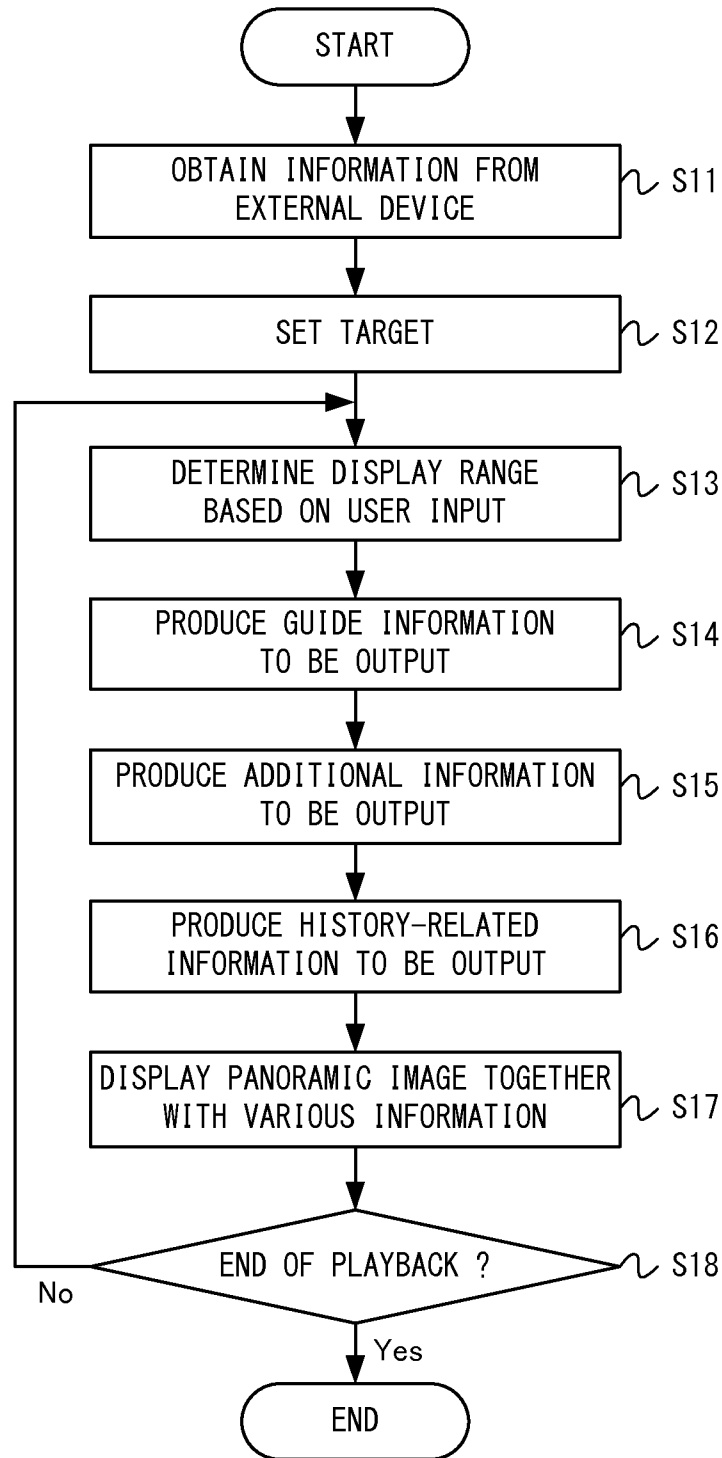 START
OBTAIN INFORMATION FROM
EXTERNAL DEVICE
S11
SET TARGET
S12
DETERMINE DISPLAY RANGE
BASED ON USER INPUT
S13
PRODUCE GUIDE INFORMATION
TO BE OUTPUT
S14
PRODUCE ADDITIONAL INFORMATION
TO BE OUTPUT
S15
PRODUCE HISTORY-RELATED
INFORMATION TO BE OUTPUT
S16
DISPLAY PANORAMIC IMAGE TOGETHER
WITH VARIOUS INFORMATION
S17
END OF PLAYBACK ?
S18
No
Yes
END